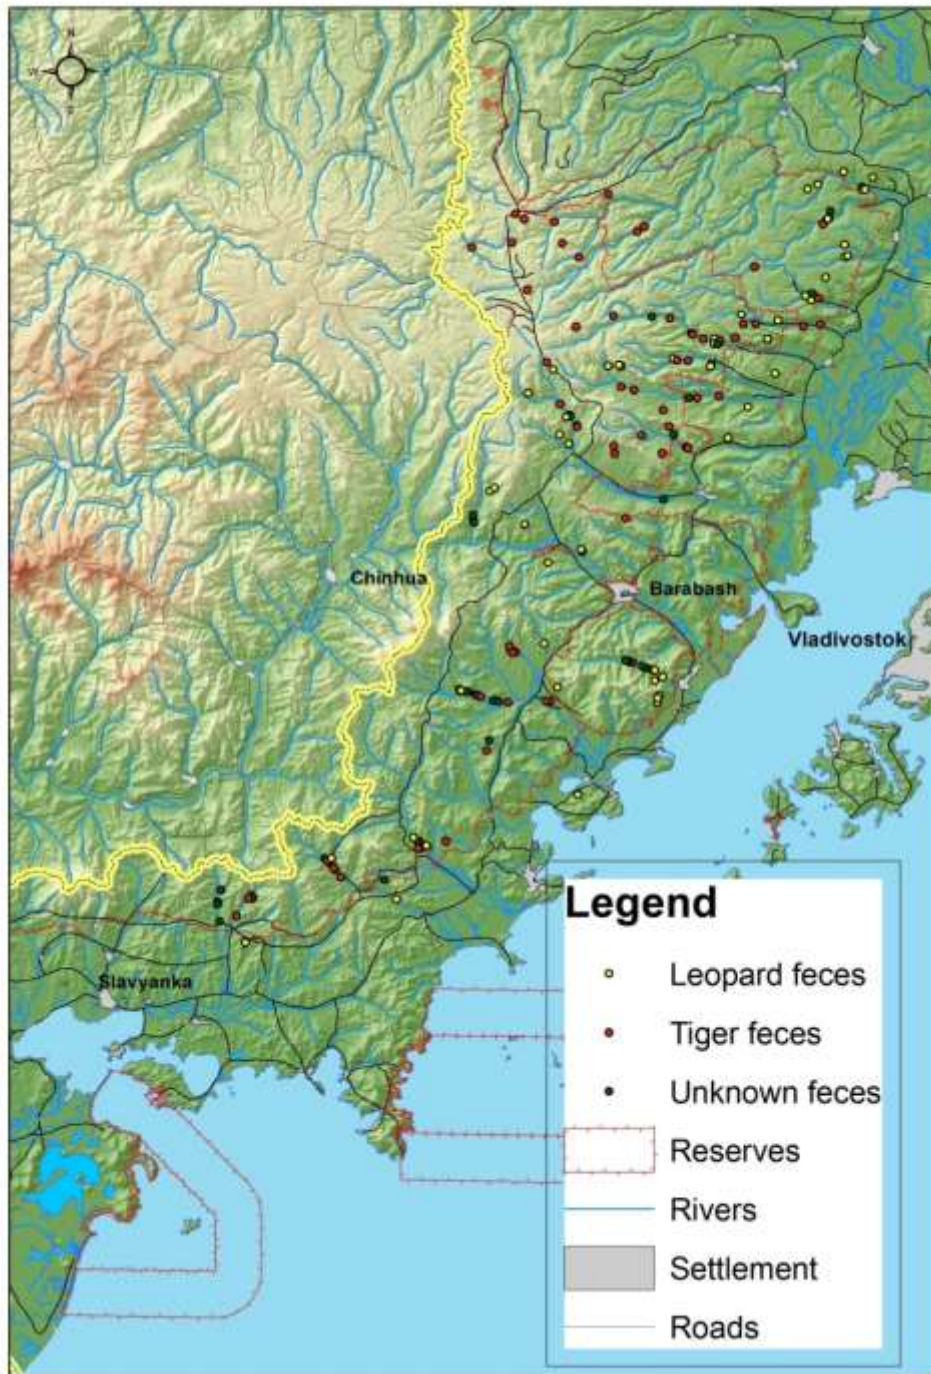 N
W
S
Chinhua
Barabash
Vladivostok
Slavyanka
Legend
Leopard feces
Tiger feces
Unknown feces
Reserves
Rivers
Settlement
Roads